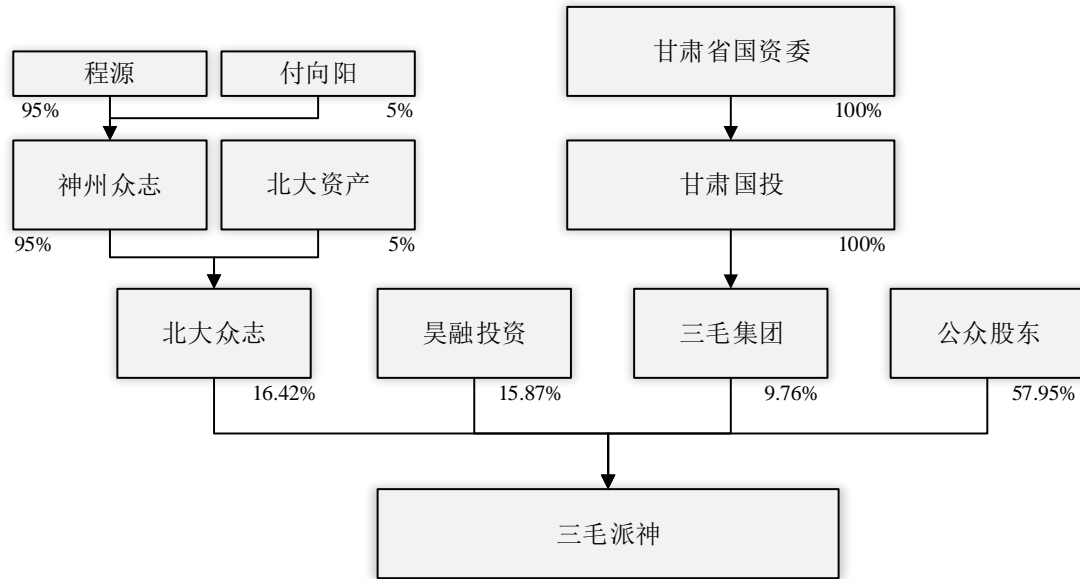 甘肃省国资委
程源
付向阳
95%
5%
100%
神州众志
北大资产
甘肃国投
95%
5%
100%
北大众志
昊融投资
三毛集团
公众股东
16.42%
15.87%
9.76%
57.95%
三毛派神